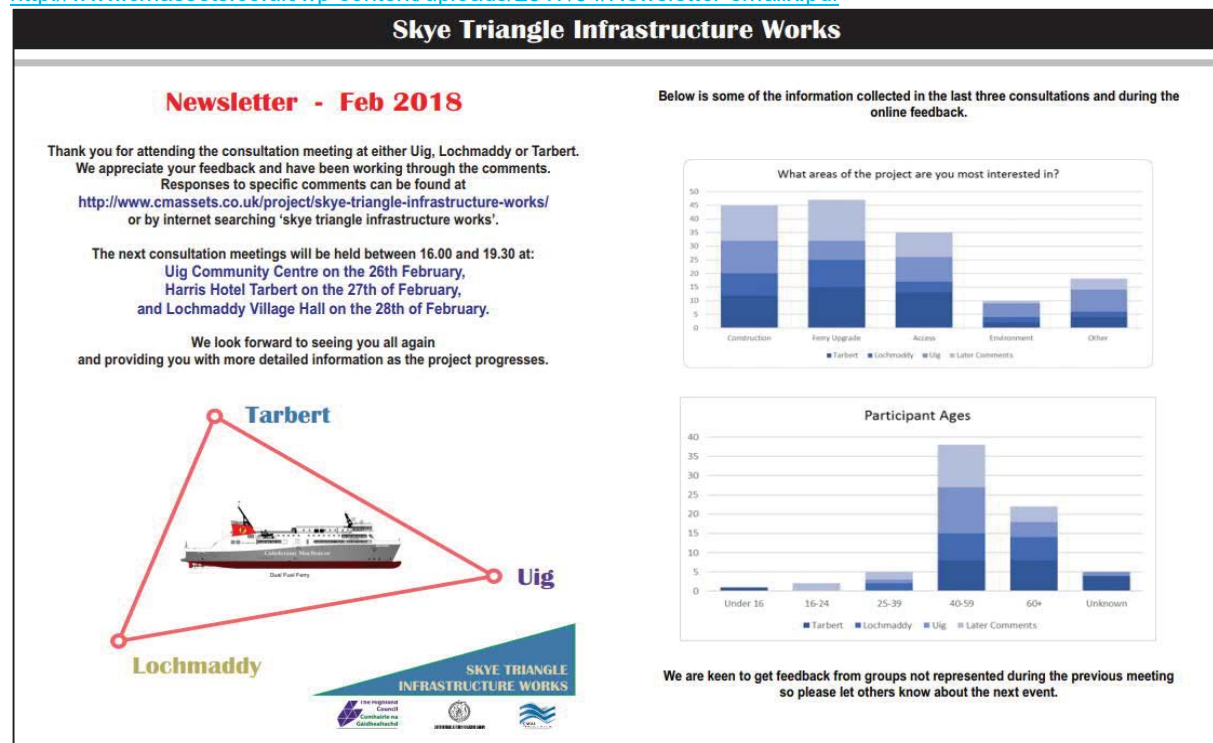 Skye Triangle Infrastructure Works
Newsletter - Feb 2018
Thank you for attending the consultation meeting at either Uig, Lochmaddy or Tarbert.
We appreciate your feedback and have been working through the comments.
Responses to specific comments can be found at
http://www.cmassets.co.uk/project/skye-triangle-infrastructure-works/
or by internet searching ‘skye triangle infrastructure works’.
The next consultation meetings will be held between 16.00 and 19.30 at:
Uig Community Centre on the 26th February,
Harris Hotel Tarbert on the 27th of February,
and Lochmaddy Village Hall on the 28th of February.
We look forward to seeing you all again
and providing you with more detailed information as the project progresses.
Tarbert
Caledonian MacBrayne
Dual Fuel Ferry
Uig
Lochmaddy
SKYE TRIANGLE
INFRASTRUCTURE WORKS
The Highland
Council
Comhairle na
Gàidhealtachd
Below is some of the information collected in the last three consultations and during the
online feedback.
What areas of the project are you most interested in?
50
45
40
35
30
25
20
15
10
5
0
Construction Ferry Upgrade Access Environment Other
Tarbert Lochmaddy Uig Later Comments
Participant Ages
40
35
30
25
20
15
10
5
0
Under 16 16-24 25-39 40-59 60+ Unknown
Tarbert Lochmaddy Uig Later Comments
We are keen to get feedback from groups not represented during the previous meeting
so please let others know about the next event.